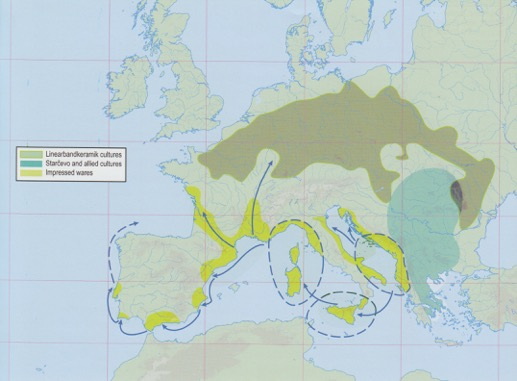 Linearbandkeramik cultures
Starčevo and allied cultures
Impressed wares